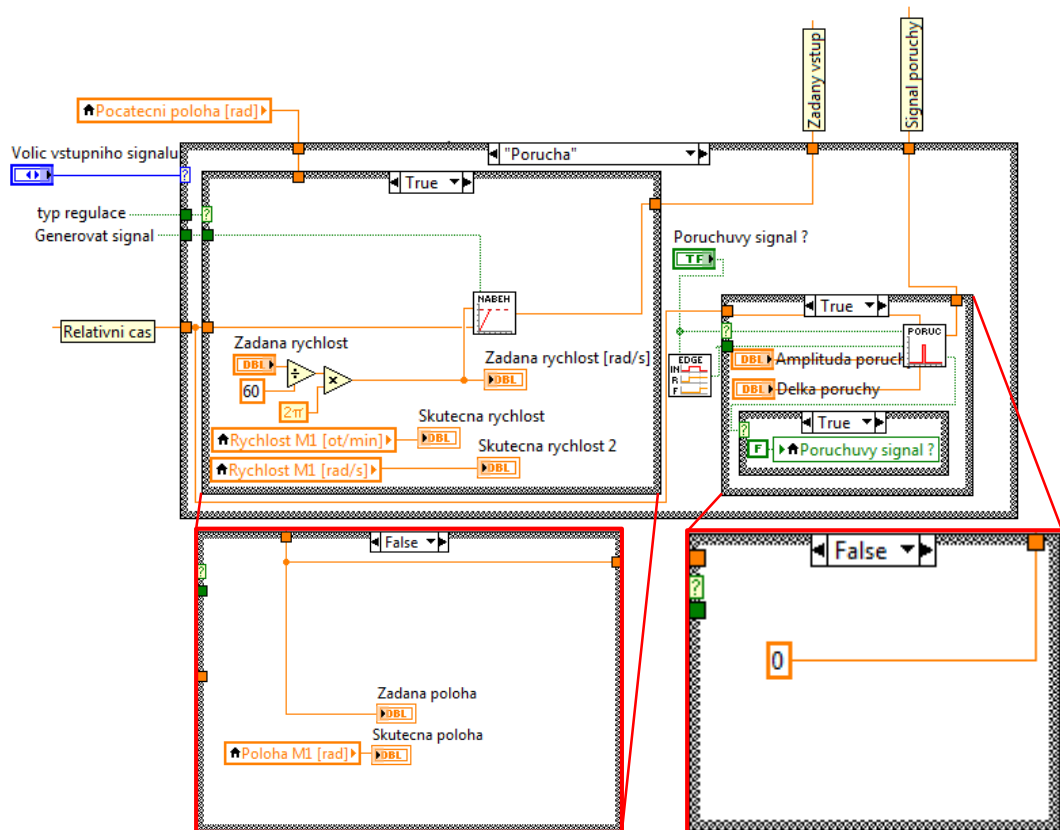 Zadany vstup
Signal poruchy
Pocatecni poloha [rad]
Volic vstupniho signalu
"Porucha"
True
typ regulace
Generovat signal
Relativni cas
NABEH
Zadana rychlost
DBL
60
÷
×
2π
Zadana rychlost [rad/s]
DBL
Skutecna rychlost
Rychlost M1 [ot/min]
DBL
Skutecna rychlost 2
Rychlost M1 [rad/s]
DBL
Poruchuvy signal ?
TF
True
PORUC
EDGE
IN
R
F
DBL
Amplituda poruch
DBL
Delka poruchy
True
F
Poruchuvy signal ?
False
Zadana poloha
DBL
Skutecna poloha
Poloha M1 [rad]
DBL
False
0